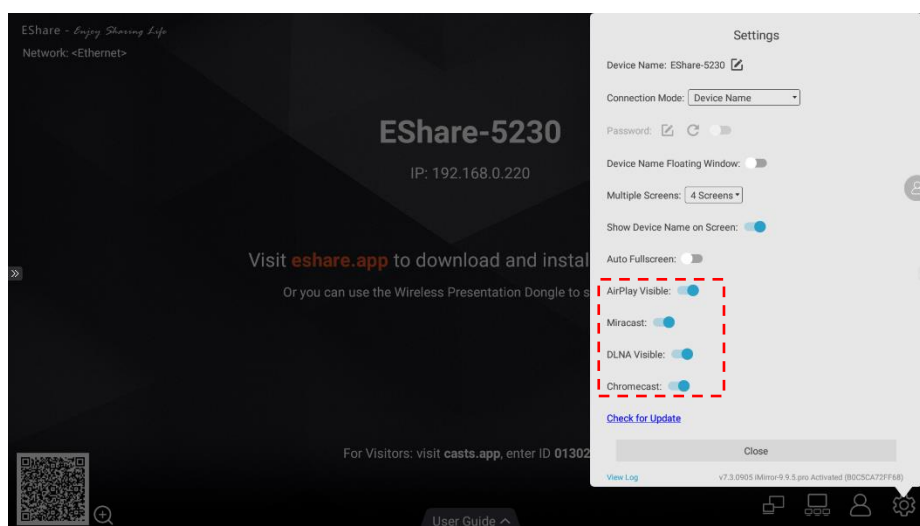 EShare - Enjoy Sharing Life
Network: <Ethernet>
EShare-5230
IP: 192.168.0.220
Visit eshare.app to download and instal
Or you can use the Wireless Presentation Dongle to s
For Visitors: visit casts.app, enter ID 01302
User Guide
Settings
Device Name: EShare-5230
Connection Mode: Device Name
Password:
Device Name Floating Window:
Multiple Screens: 4 Screens
Show Device Name on Screen:
Auto Fullscreen:
AirPlay Visible:
Miracast:
DLNA Visible:
Chromecast:
Check for Update
Close
View Log v7.3.0905 iMirror-9.9.5.pro Activated (B0C5CA72FF68)